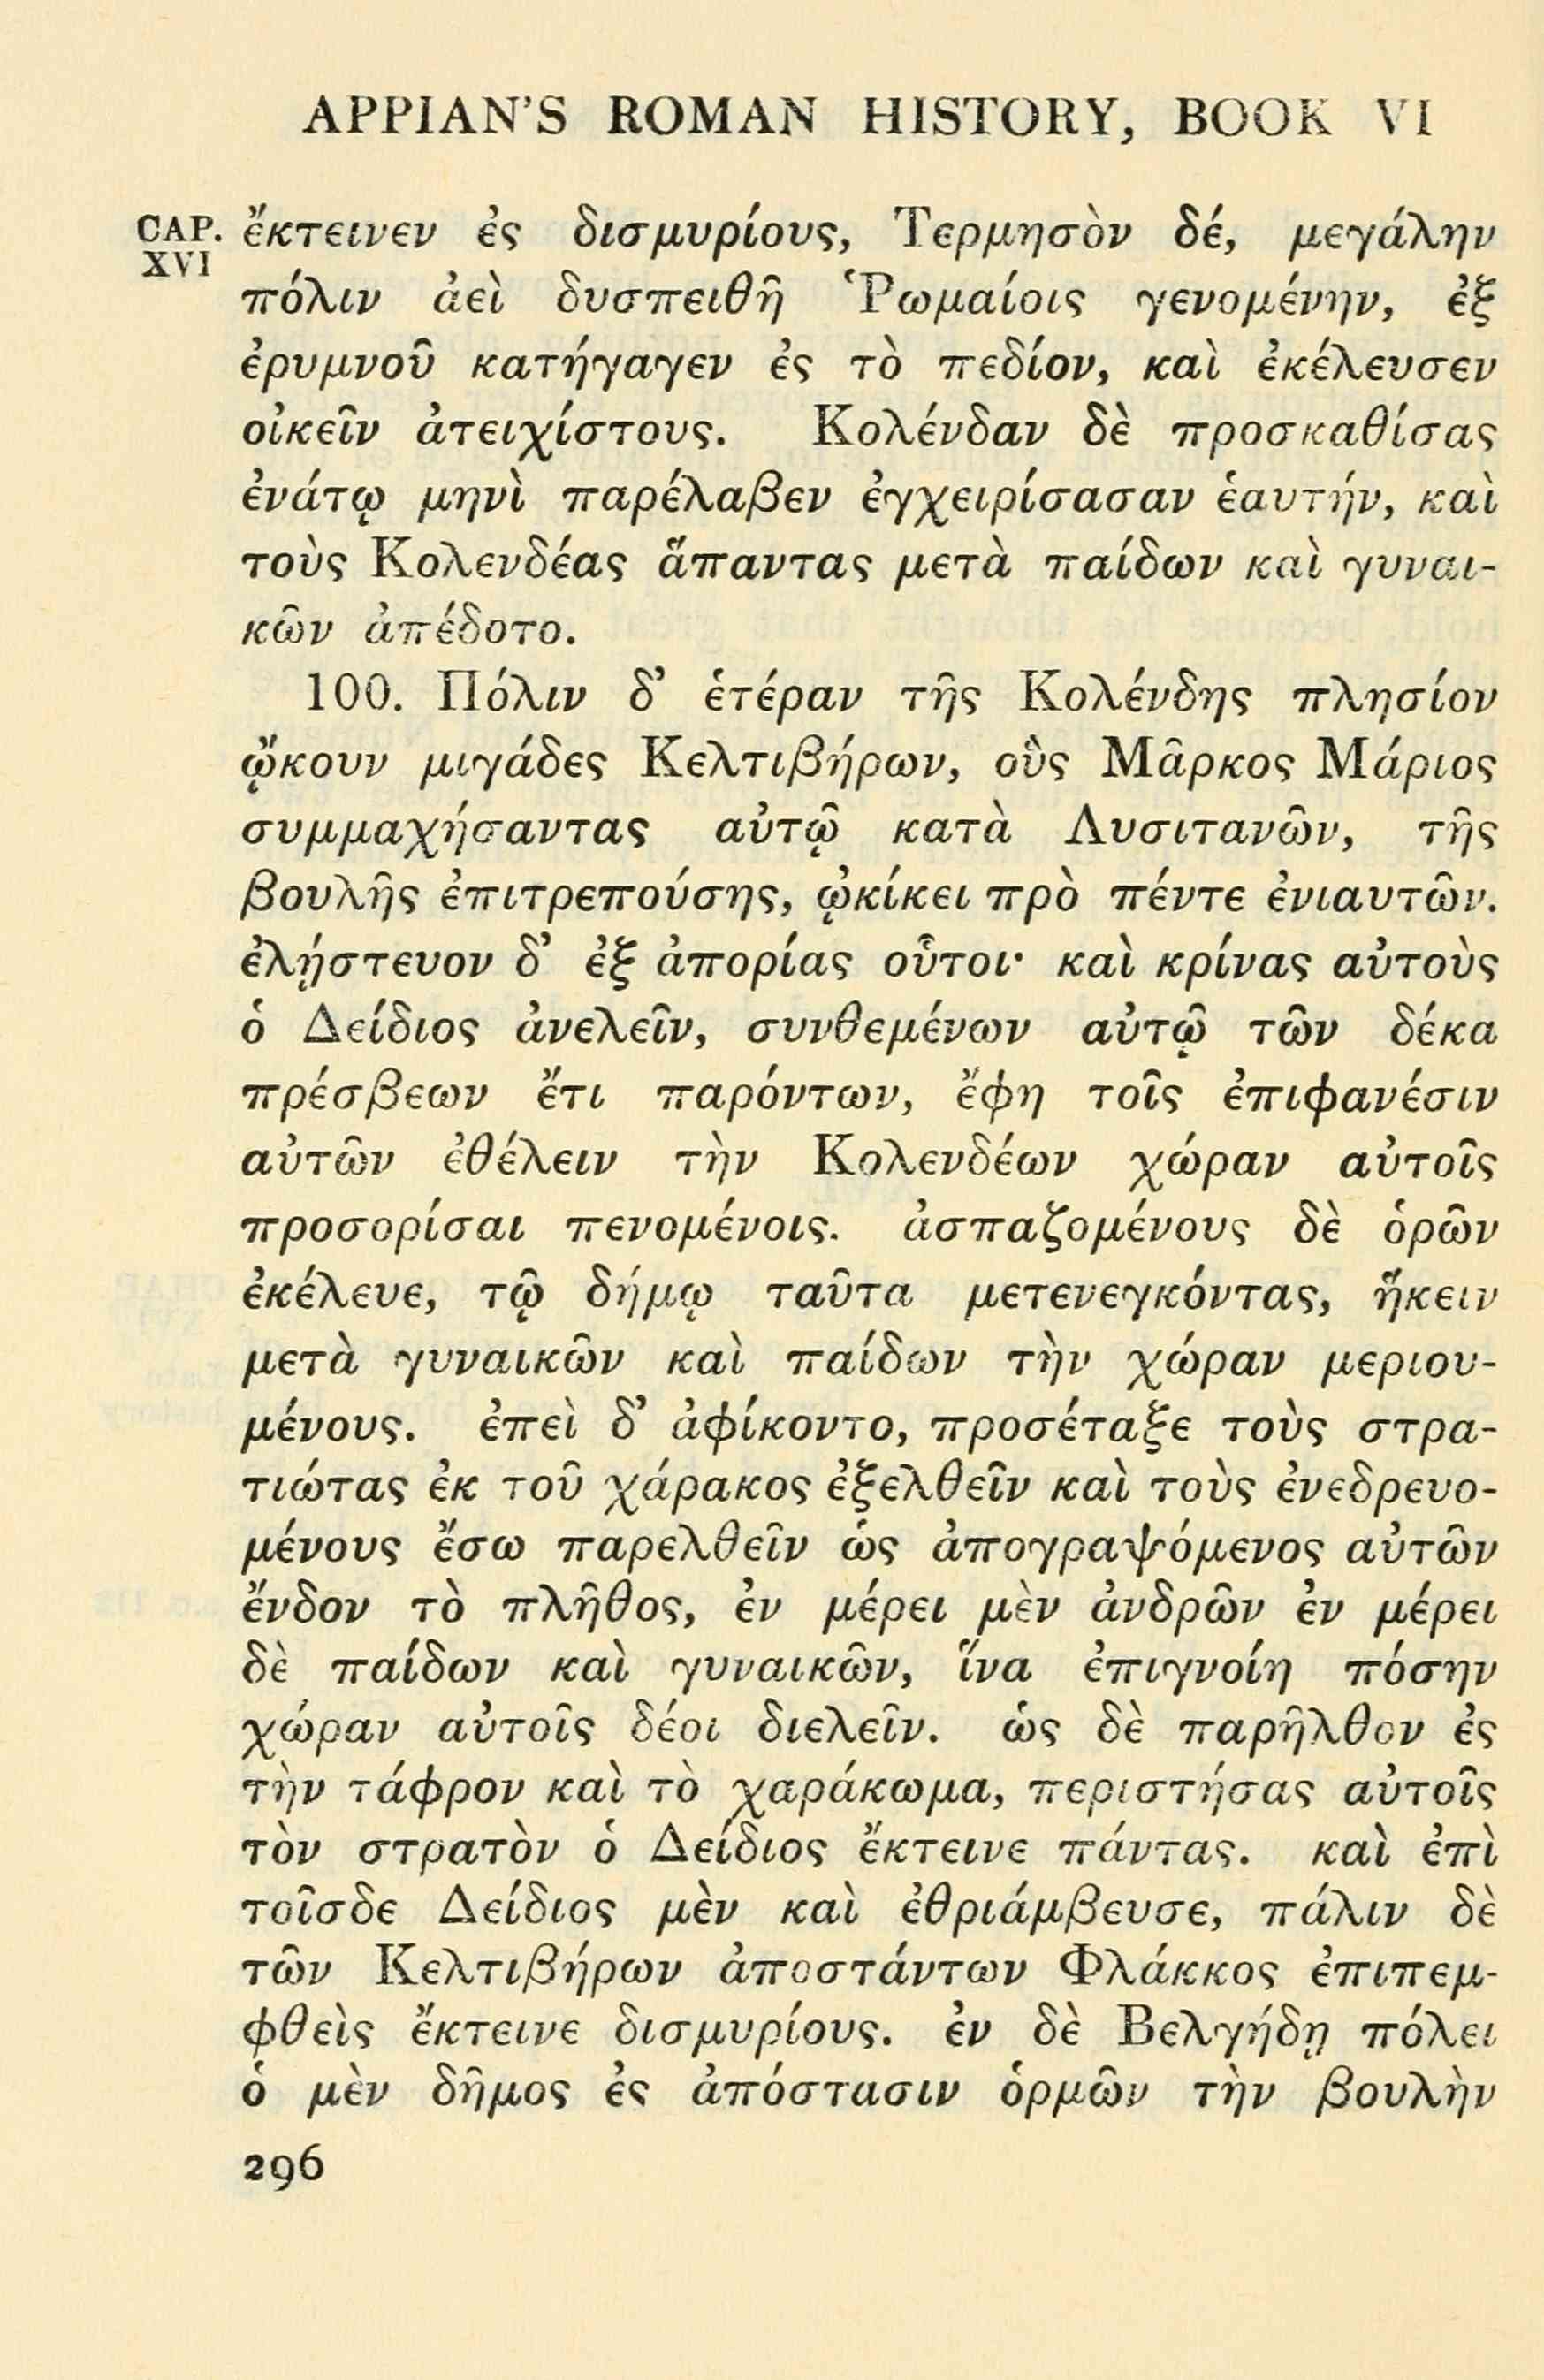 APPIAN'S ROMAN HISTORY, BOOK VI
CAP. XVI
ἔκτεινεν ἐς δισμυρίους, Τερμησὸν δέ, μεγάλην
πόλιν ἀεὶ δυσπειθῆ Ῥωμαίοις γενομένην, ἐξ
ἐρυμνοῦ κατήγαγεν ἐς τὸ πεδίον, καὶ ἐκέλευσεν
οἰκεῖν ἀτειχίστους. Κολένδαν δὲ προσκαθίσας
ἐνάτῳ μηνὶ παρέλαβεν ἐγχειρίσασαν ἑαυτήν, καὶ
τοὺς Κολενδέας ἅπαντας μετὰ παίδων καὶ γυναι-
κῶν ἀπέδοτο.
100. Πόλιν δ' ἑτέραν τῆς Κολένδης πλησίον
ᾤκουν μιγάδες Κελτιβήρων, οὓς Μᾶρκος Μάριος
συμμαχήσαντας αὐτῷ κατὰ Λυσιτανῶν, τῆς
βουλῆς ἐπιτρεπούσης, ᾠκίκει πρὸ πέντε ἐνιαυτῶν.
ἐλῄστευον δ' ἐξ ἀπορίας οὗτοι· καὶ κρίνας αὐτοὺς
ὁ Δείδιος ἀνελεῖν, συνθεμένων αὐτῷ τῶν δέκα
πρέσβεων ἔτι παρόντων, ἔφη τοῖς ἐπιφανέσιν
αὐτῶν ἐθέλειν τὴν Κολενδέων χώραν αὐτοῖς
προσορίσαι πενομένοις. ἀσπαζομένους δὲ ὁρῶν
ἐκέλευε, τῷ δήμῳ ταῦτα μετενεγκόντας, ἥκειν
μετὰ γυναικῶν καὶ παίδων τὴν χώραν μεριου-
μένους. ἐπεὶ δ' ἀφίκοντο, προσέταξε τοὺς στρα-
τιώτας ἐκ τοῦ χάρακος ἐξελθεῖν καὶ τοὺς ἐνεδρευο-
μένους ἔσω παρελθεῖν ὡς ἀπογραψόμενος αὐτῶν
ἔνδον τὸ πλῆθος, ἐν μέρει μὲν ἀνδρῶν ἐν μέρει
δὲ παίδων καὶ γυναικῶν, ἵνα ἐπιγνοίη πόσην
χώραν αὐτοῖς δέοι διελεῖν. ὡς δὲ παρῆλθον ἐς
τὴν τάφρον καὶ τὸ χαράκωμα, περιστήσας αὐτοῖς
τὸν στρατὸν ὁ Δείδιος ἔκτεινε πάντας. καὶ ἐπὶ
τοῖσδε Δείδιος μὲν καὶ ἐθριάμβευσε, πάλιν δὲ
τῶν Κελτιβήρων ἀποστάντων Φλάκκος ἐπιπεμ-
φθεὶς ἔκτεινε δισμυρίους. ἐν δὲ Βελγήδῃ πόλει
ὁ μὲν δῆμος ἐς ἀπόστασιν ὁρμῶν τὴν βουλὴν
296